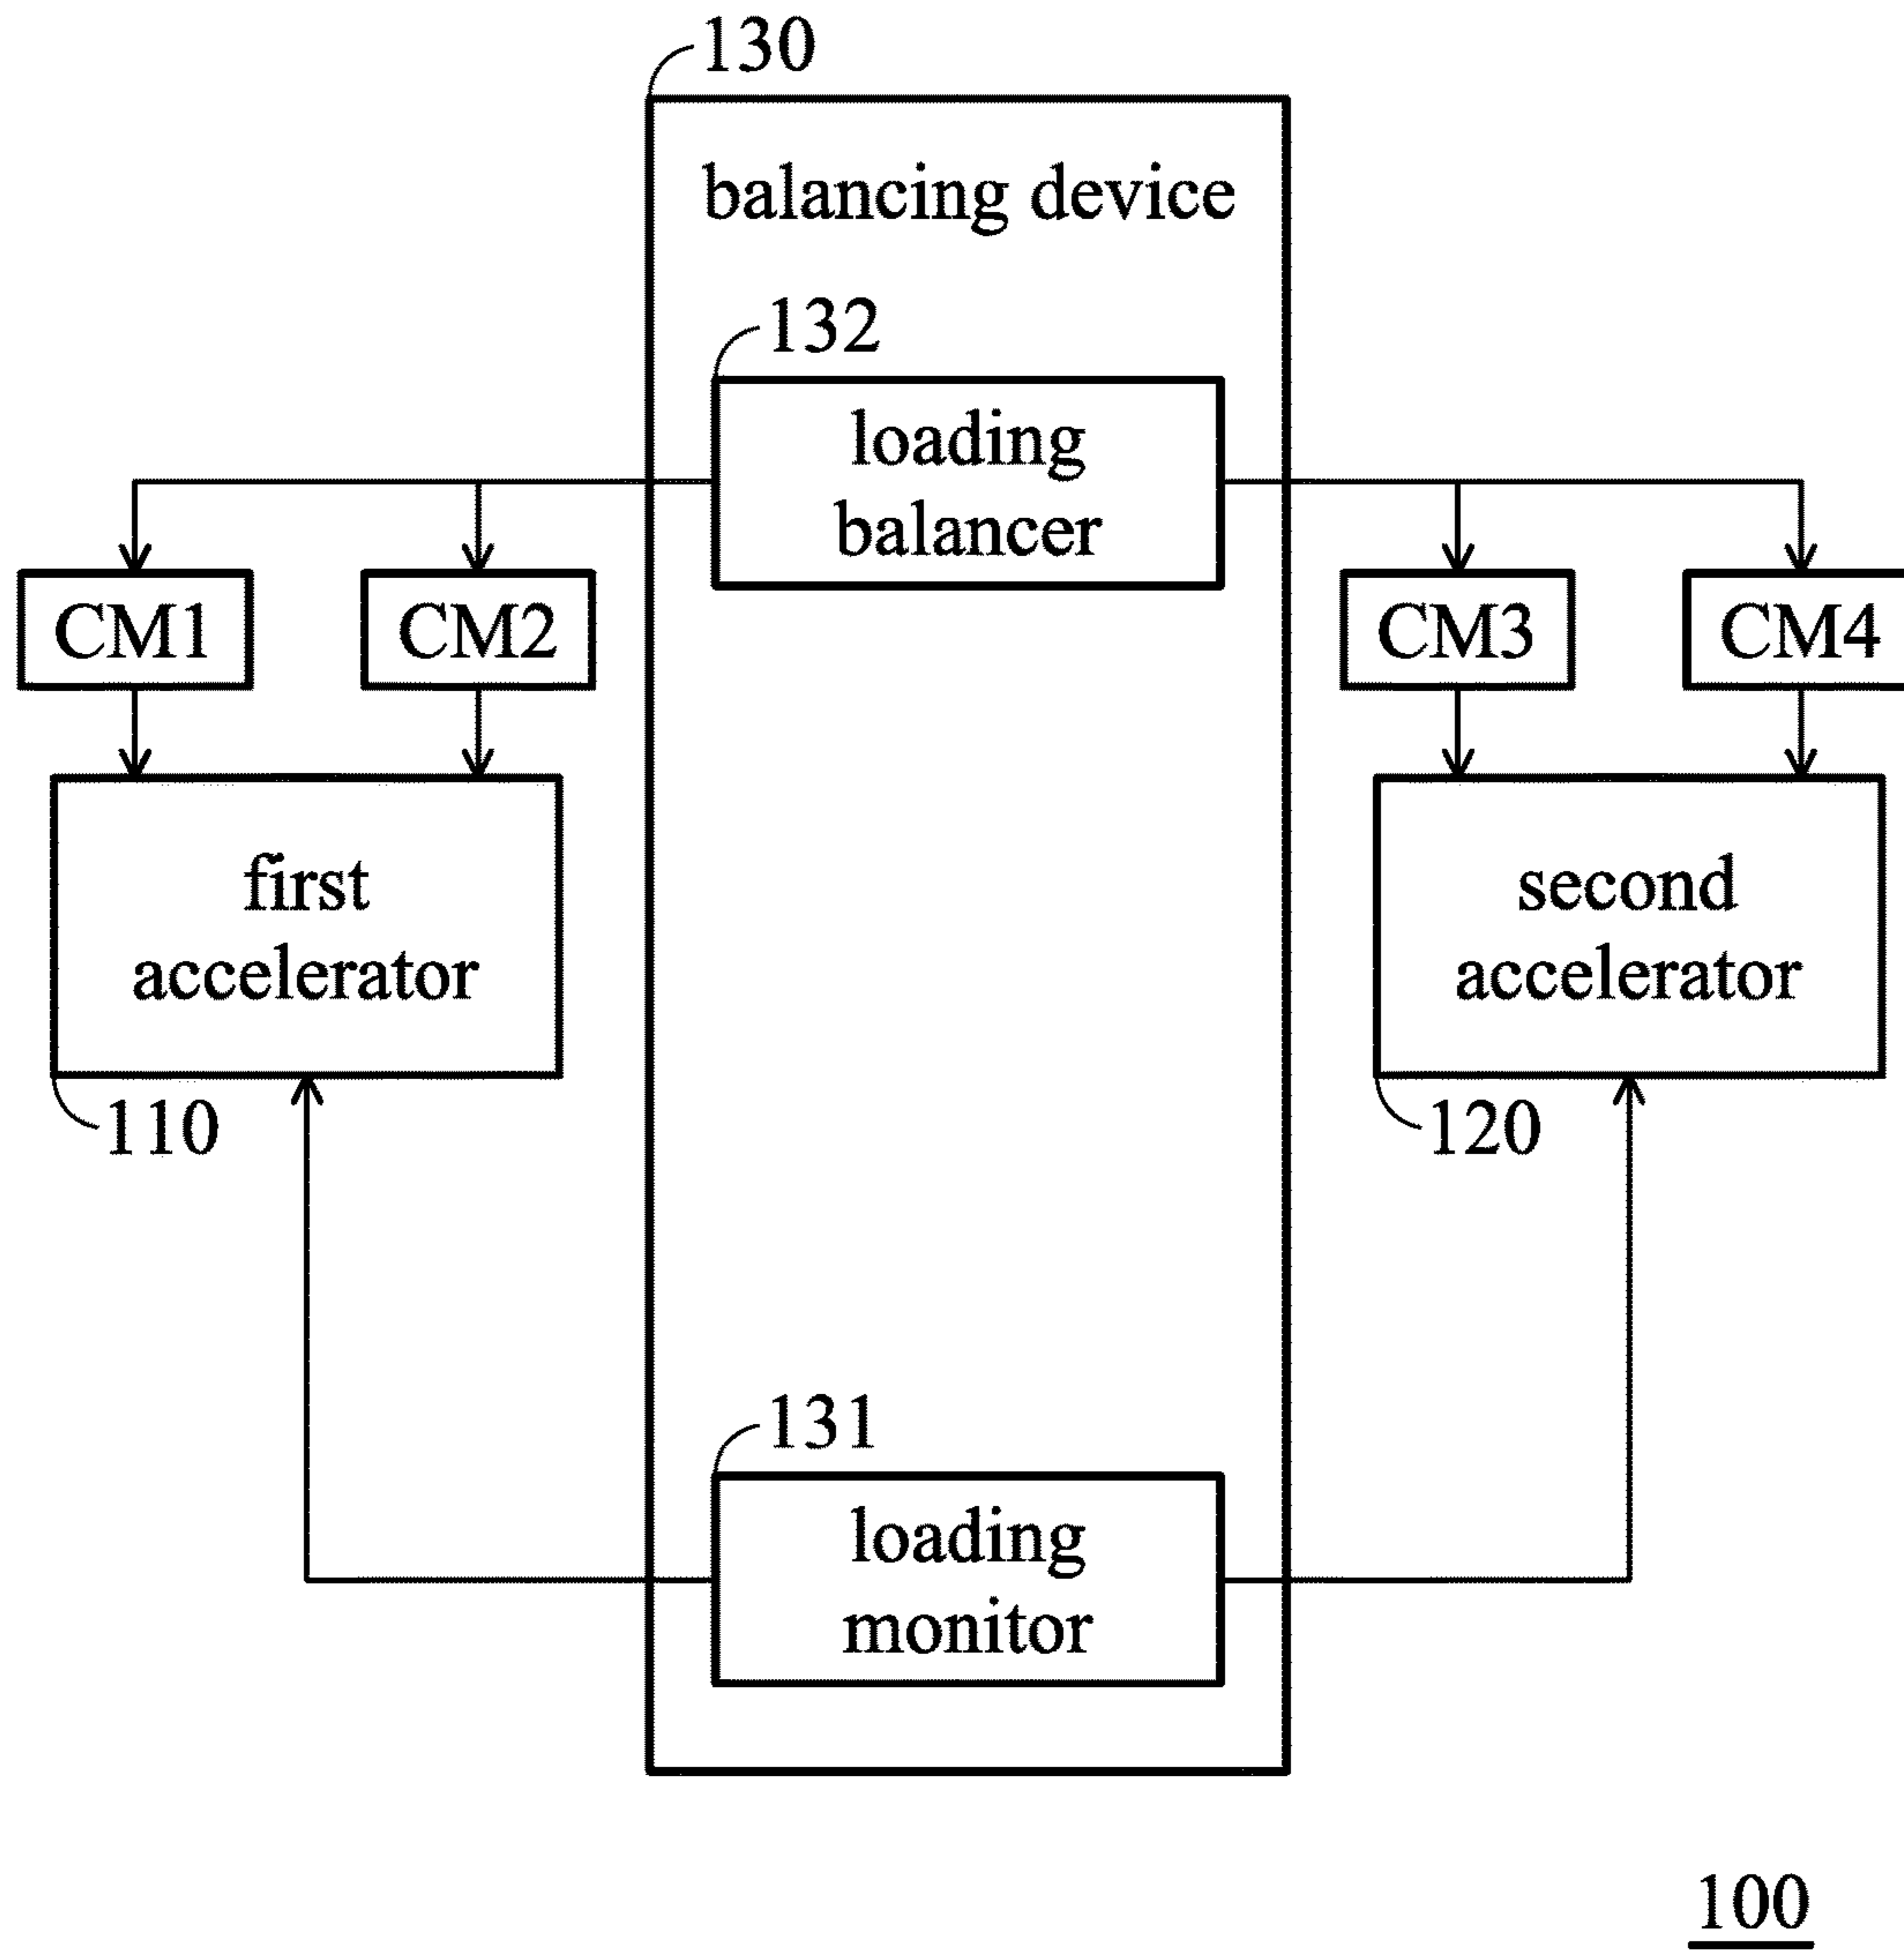 130
balancing device
132
loading
balancer
CM1
CM2
CM3
CM4
first
accelerator
second
accelerator
110
120
131
loading
monitor
100